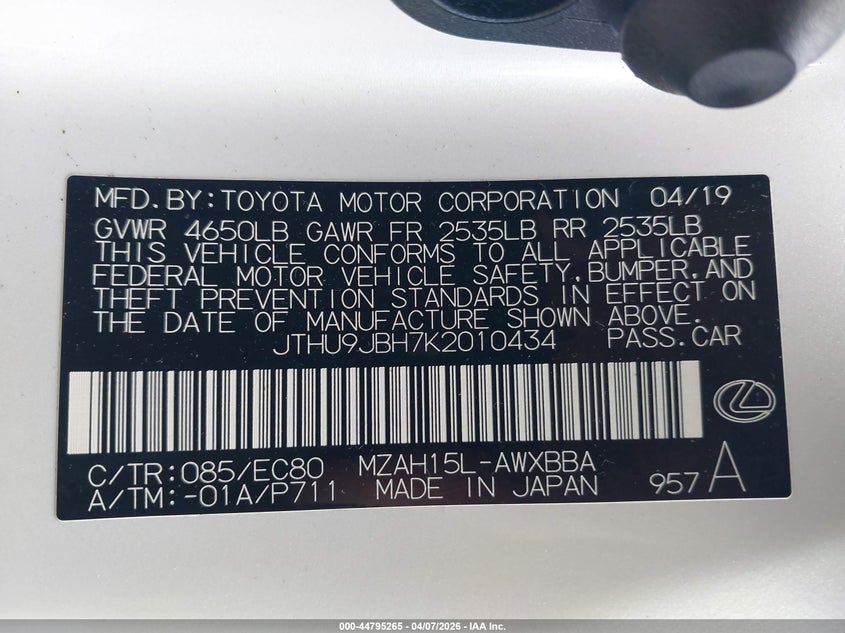 MFD.BY:TOYOTA MOTOR CORPORATION 04/19
GVWR 4650LB GAWR FR 2535LB RR 2535LB
THIS VEHICLE CONFORMS TO ALL APPLICABLE
FEDERAL MOTOR VEHICLE SAFETY,BUMPER,AND
THEFT PREVENTION STANDARDS IN EFFECT ON
THE DATE OF MANUFACTURE SHOWN ABOVE.
JTHU9JBH7K2010434 PASS.CAR
C/TR:085/EC80 MZAH15L-AWXBBA
A/TM:-01A/P711 MADE IN JAPAN 957A
000-44795265 | 04/07/2026 - IAA Inc.